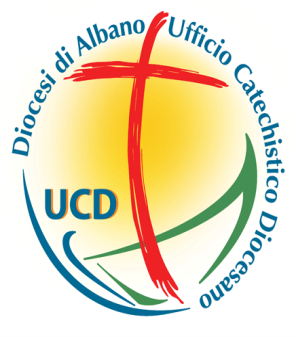 Diocesi di Albano
Ufficio Catechistico Diocesano
UCD